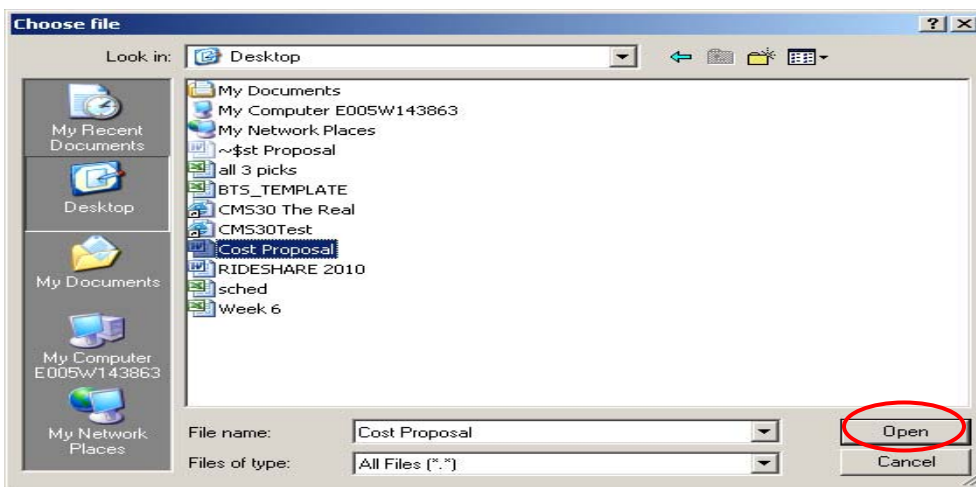 Choose file
Look in: Desktop
My Recent
Documents
Desktop
My Documents
My Computer
E005W143863
My Network
Places
My Documents
My Computer E005W143863
My Network Places
~$st Proposal
all 3 picks
BTS_TEMPLATE
CMS30 The Real
CMS30Test
Cost Proposal
RIDESHARE 2010
sched
Week 6
File name: Cost Proposal Open
Files of type: All Files (*.*) Cancel